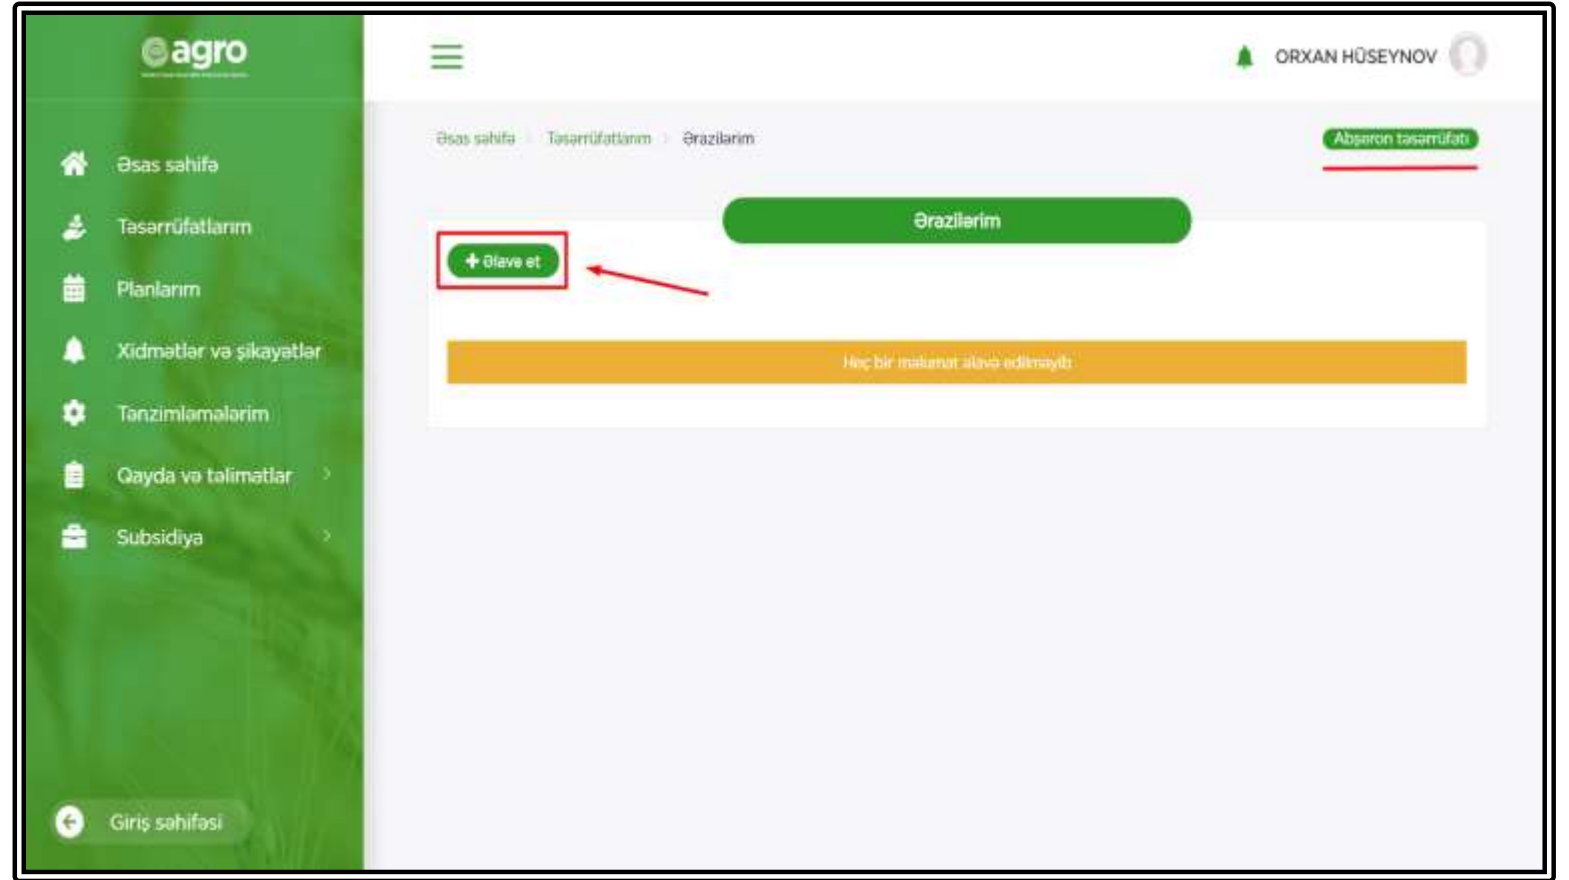 eagro
ORXAN HÜSEYNOV
Əsas səhifə
Təsərrüfatlarım
Ərazilərim
Abşeron təsərrüfatı
Əsas səhifə
Təsərrüfatlarım
Planlarım
Xidmətlər və şikayətlər
Tənzimləmələrim
Qayda və təlimatlar
Subsidiya
Giriş səhifəsi
Ərazilərim
+ Əlavə et
Heç bir məlumat əlavə edilməyib